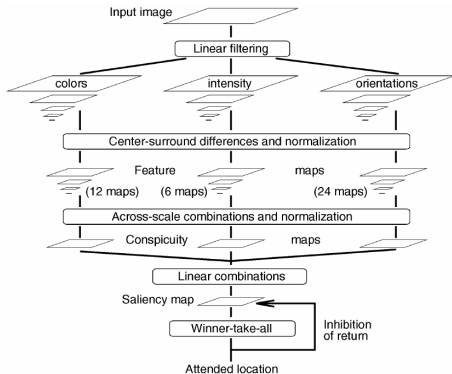 Input image
Linear filtering
colors intensity orientations
Center-surround differences and normalization
Feature maps
(12 maps) (6 maps) (24 maps)
Across-scale combinations and normalization
Conspicuity maps
Linear combinations
Saliency map
Winner-take-all
Inhibition
of return
Attended location